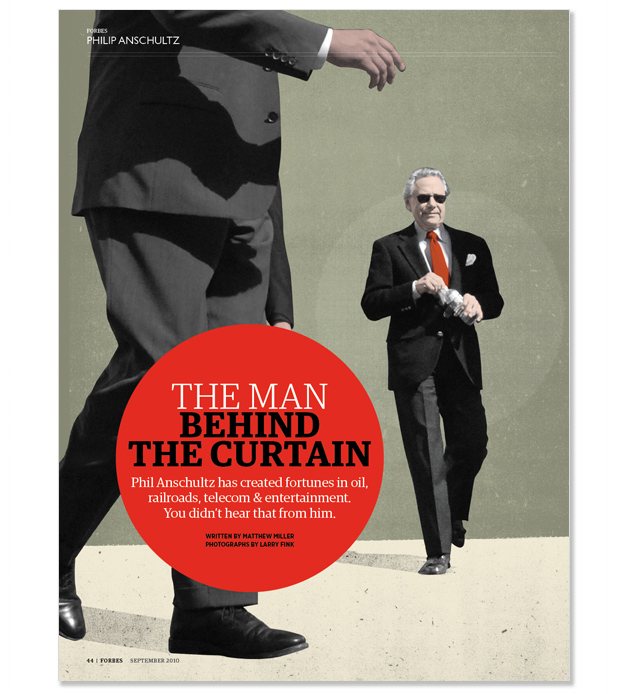 FORBES
PHILIP ANSCHULTZ
THE MAN
BEHIND
THE CURTAIN
Phil Anschultz has created fortunes in oil,
railroads, telecom & entertainment.
You didn't hear that from him.
WRITTEN BY MATTHEW MILLER
PHOTOGRAPHS BY LARRY FINK
44 | FORBES SEPTEMBER 2010